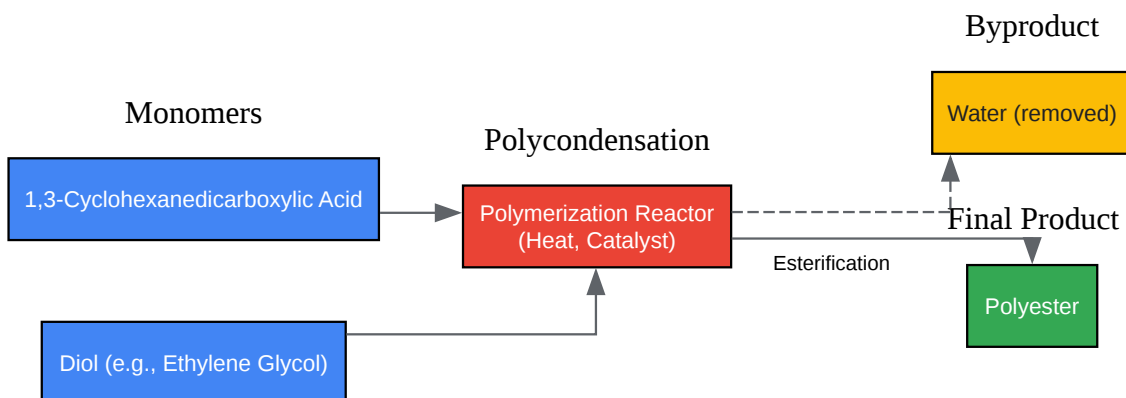 Byproduct
Water (removed)
Monomers
Polycondensation
1,3-Cyclohexanedicarboxylic Acid
Polymerization Reactor
(Heat, Catalyst)
Final Product
Esterification
Polyester
Diol (e.g., Ethylene Glycol)